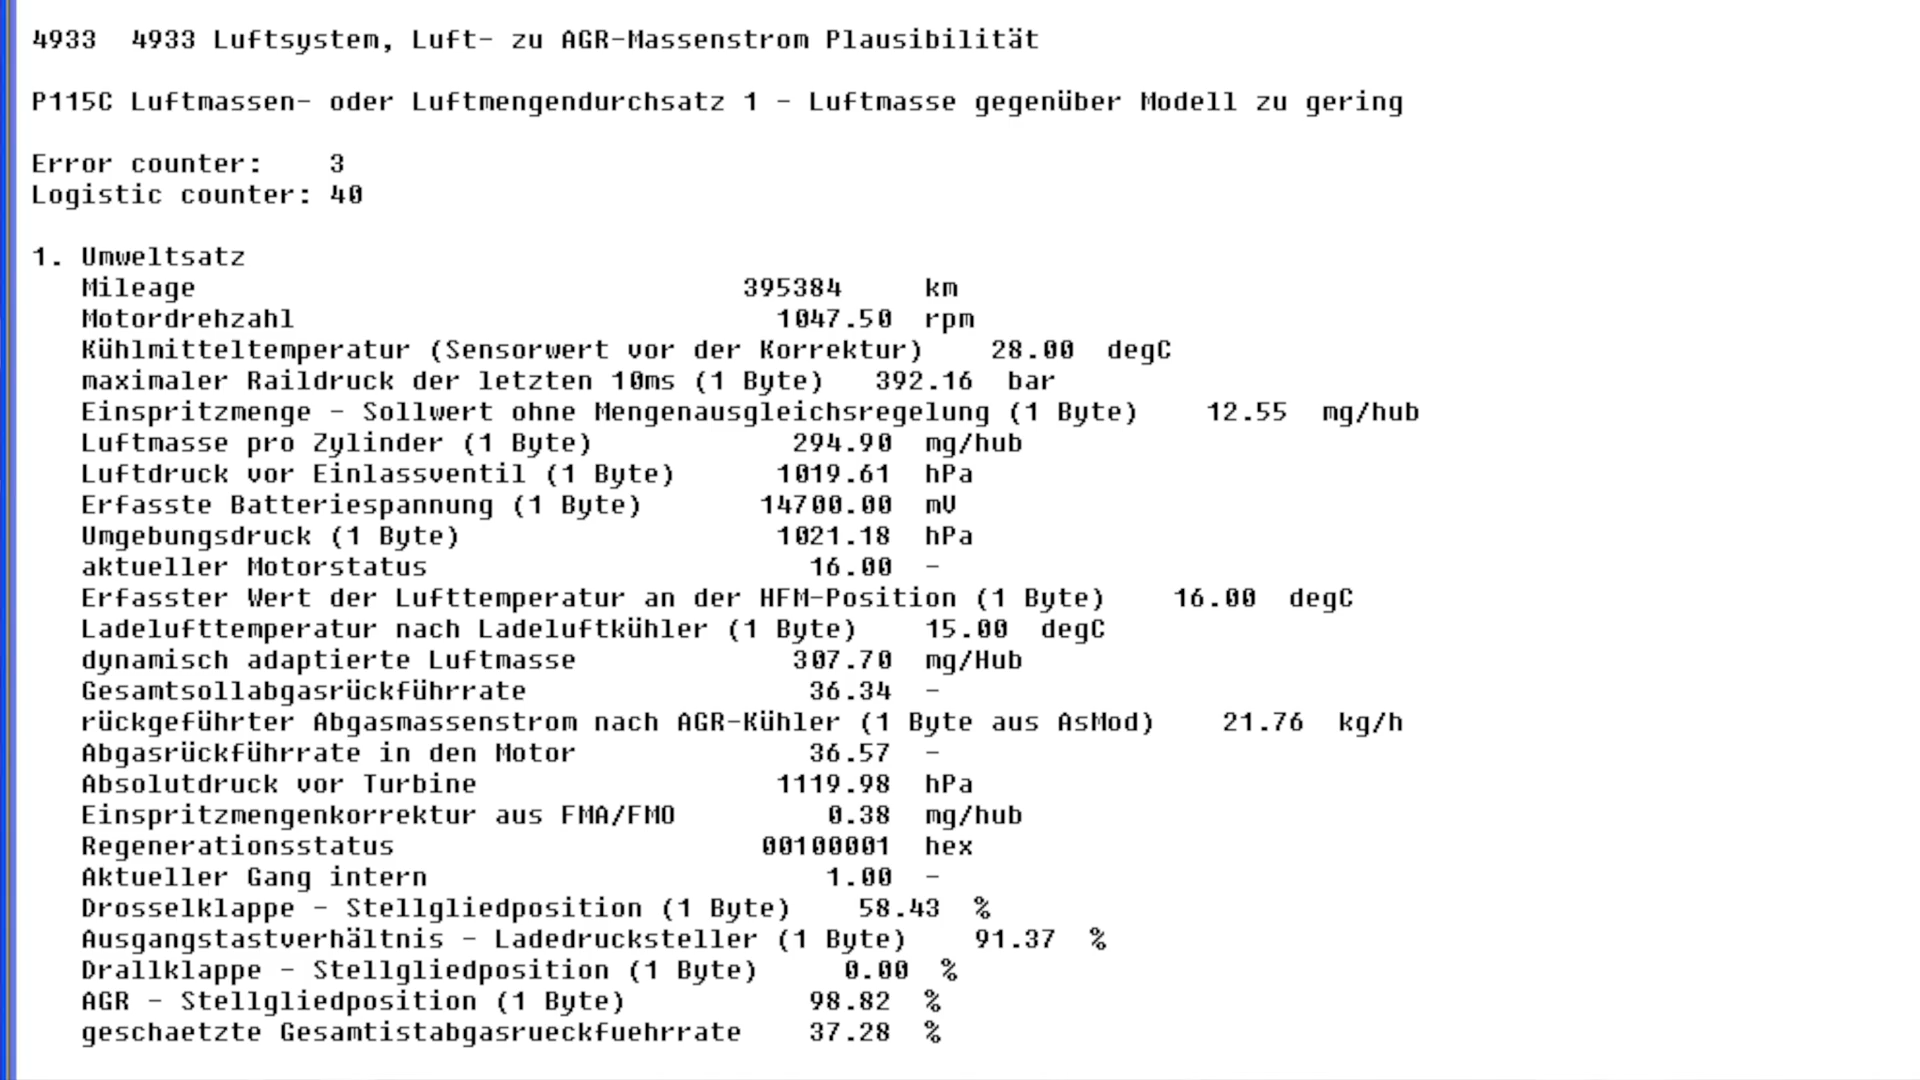 4933 4933 Luftsystem, Luft- zu AGR-Massenstrom Plausibilität
P115C Luftmassen- oder Luftmengendurchsatz 1 - Luftmasse gegenüber Modell zu gering
Error counter: 3
Logistic counter: 40
1. Umweltsatz
Mileage 395384 km
Motordrehzahl 1047.50 rpm
Kühlmitteltemperatur (Sensorwert vor der Korrektur) 28.00 degC
maximaler Raildruck der letzten 10ms (1 Byte) 392.16 bar
Einspritzmenge - Sollwert ohne Mengenausgleichsregelung (1 Byte) 12.55 mg/hub
Luftmasse pro Zylinder (1 Byte) 294.90 mg/hub
Luftdruck vor Einlassventil (1 Byte) 1019.61 hPa
Erfasste Batteriespannung (1 Byte) 14700.00 mV
Umgebungsdruck (1 Byte) 1021.18 hPa
aktueller Motorstatus 16.00 -
Erfasster Wert der Lufttemperatur an der HFM-Position (1 Byte) 16.00 degC
Ladelufttemperatur nach Ladeluftkühler (1 Byte) 15.00 degC
dynamisch adaptierte Luftmasse 307.70 mg/Hub
Gesamtsollabgasrückführrate 36.34 -
rückgeführter Abgasmassenstrom nach AGR-Kühler (1 Byte aus AsMod) 21.76 kg/h
Abgasrückführrate in den Motor 36.57 -
Absolutdruck vor Turbine 1119.98 hPa
Einspritzmengenkorrektur aus FMA/FMO 0.38 mg/hub
Regenerationsstatus 00100001 hex
Aktueller Gang intern 1.00 -
Drosselklappe - Stellgliedposition (1 Byte) 58.43 %
Ausgangstastverhältnis - Ladedrucksteller (1 Byte) 91.37 %
Drallklappe - Stellgliedposition (1 Byte) 0.00 %
AGR - Stellgliedposition (1 Byte) 98.82 %
geschaetzte Gesamtistabgasrueckfuehrrate 37.28 %